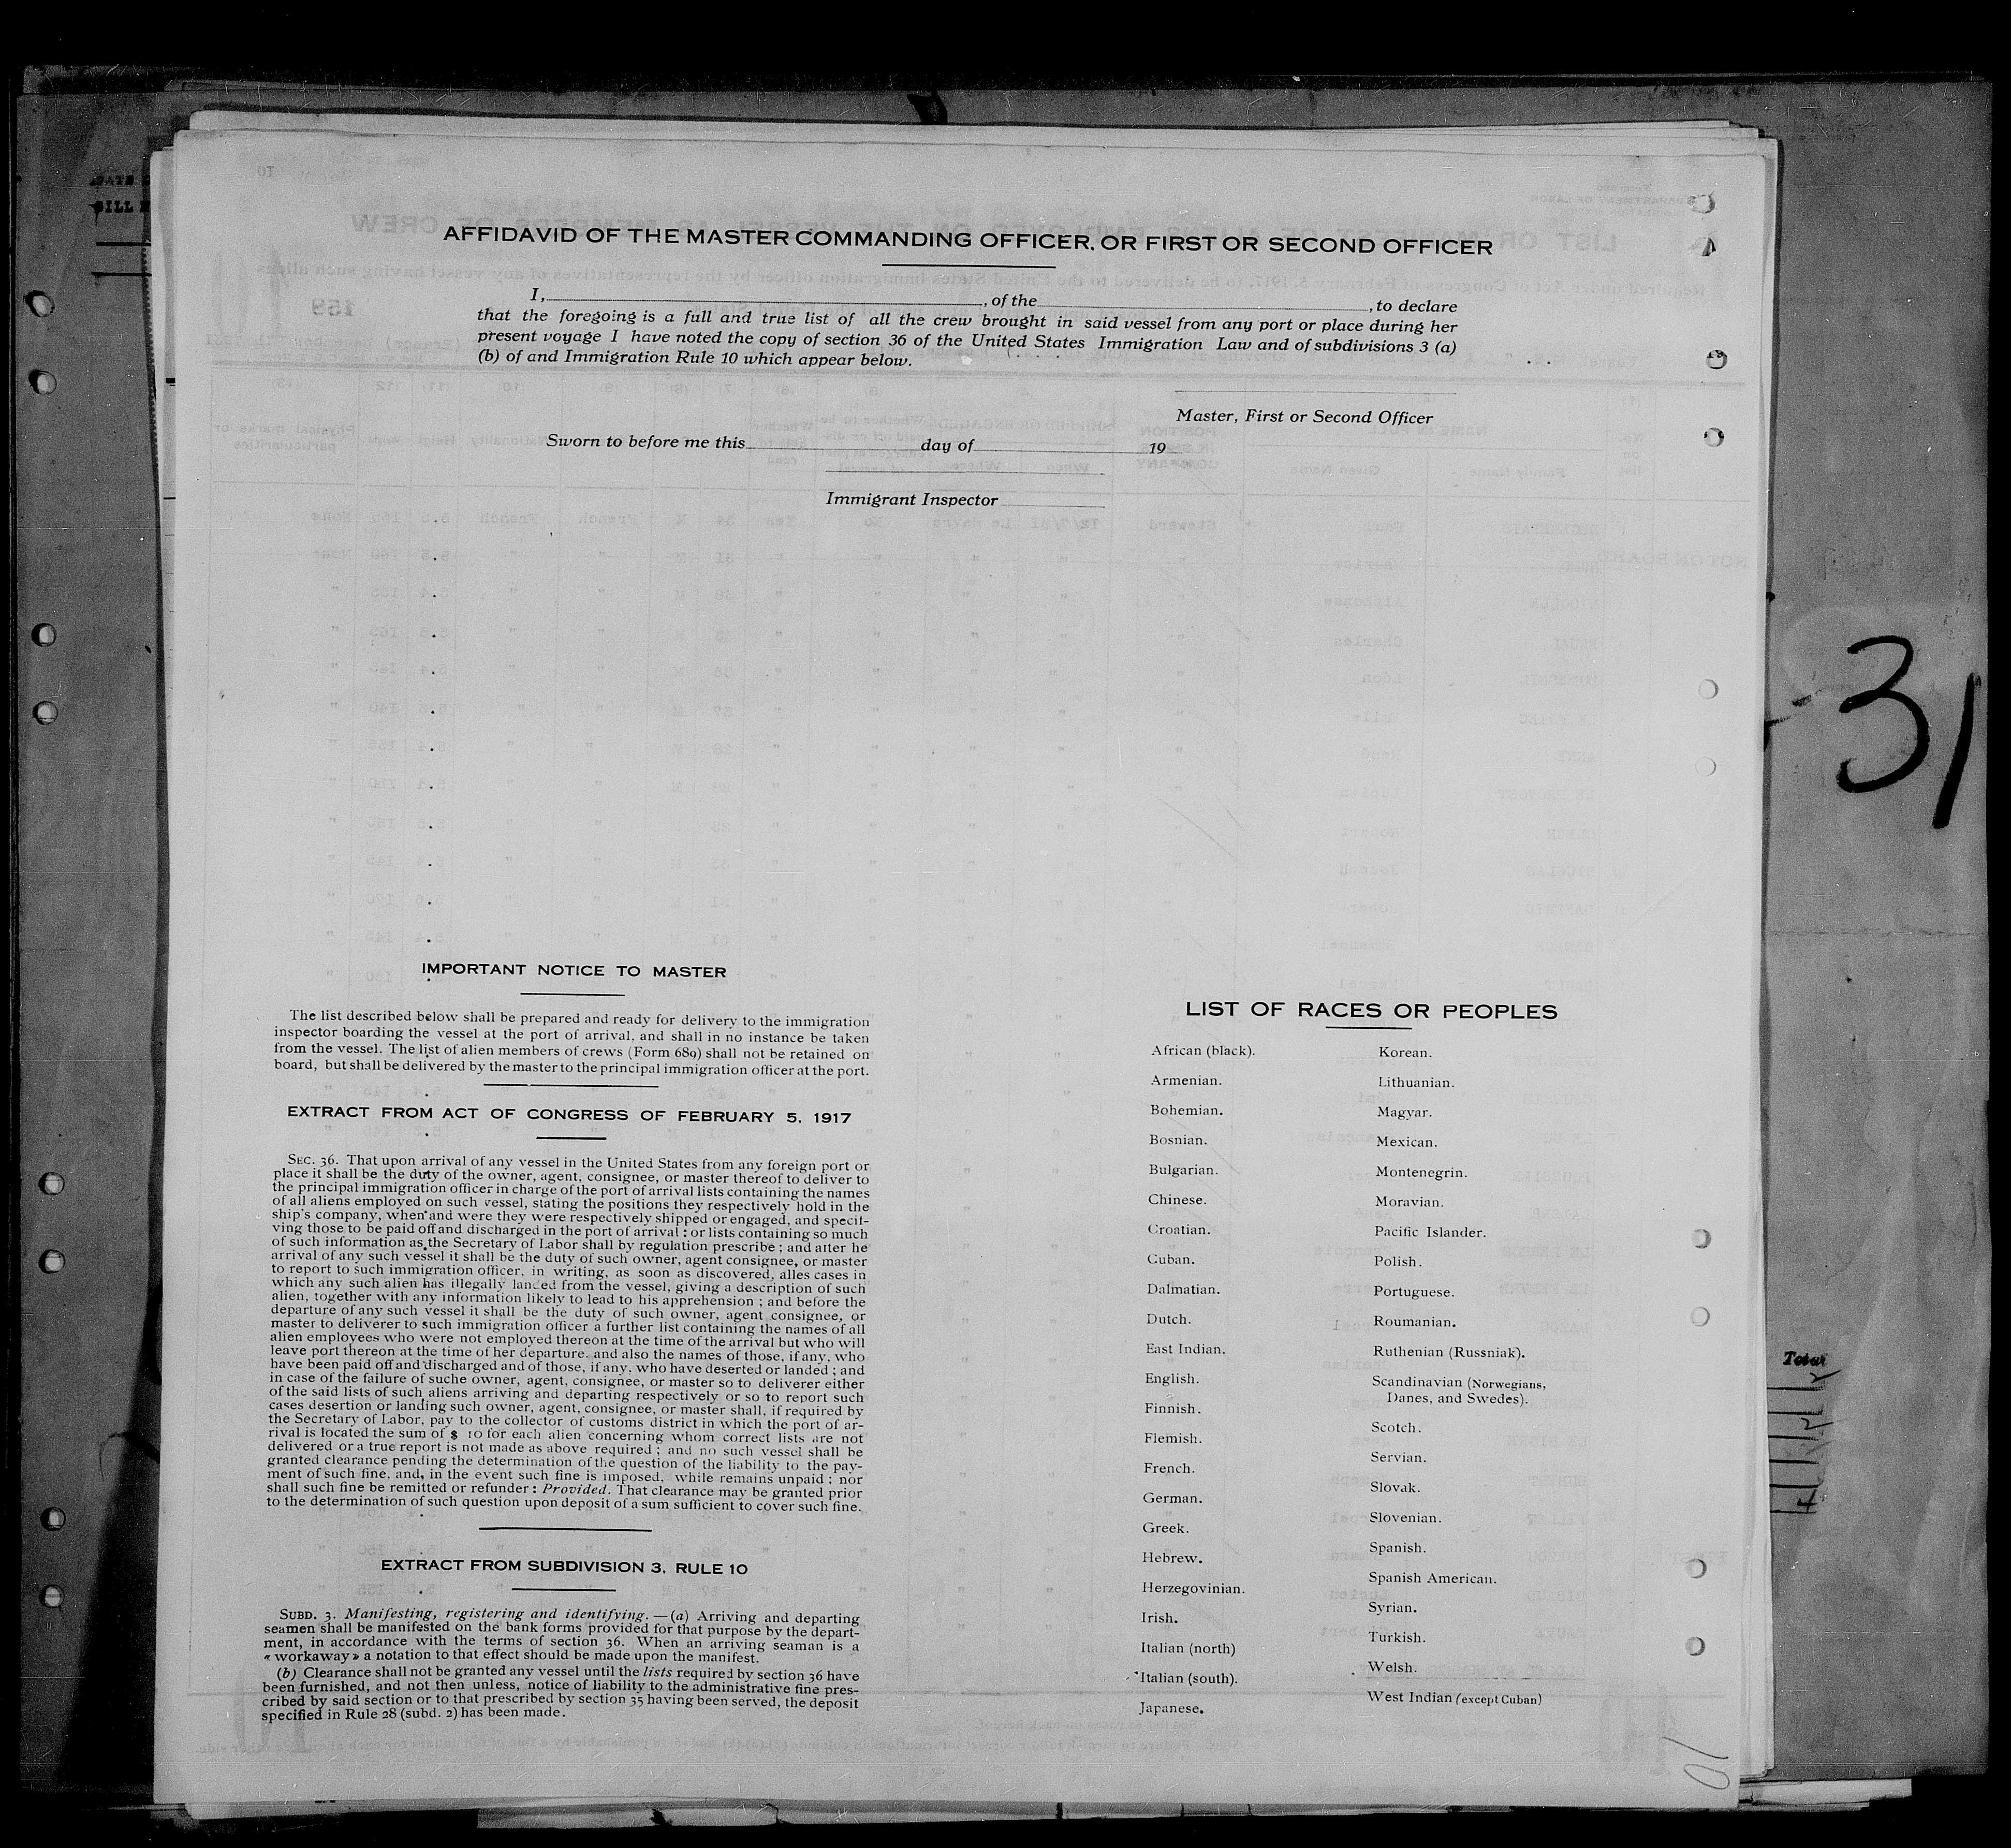 AFFIDAVID OF THE MASTER COMMANDING OFFICER, OR FIRST OR SECOND OFFICER
I, , of the , to declare
that the foregoing is a full and true list of all the crew brought in said vessel from any port or place during her
present voyage I have noted the copy of section 36 of the United States Immigration Law and of subdivisions 3 (a)
(b) of and Immigration Rule 10 which appear below.
Master, First or Second Officer
Sworn to before me this day of 19
Immigrant Inspector
31
IMPORTANT NOTICE TO MASTER
The list described below shall be prepared and ready for delivery to the immigration
inspector boarding the vessel at the port of arrival, and shall in no instance be taken
from the vessel. The list of alien members of crews (Form 689) shall not be retained on
board, but shall be delivered by the master to the principal immigration officer at the port.
EXTRACT FROM ACT OF CONGRESS OF FEBRUARY 5, 1917
SEC. 36. That upon arrival of any vessel in the United States from any foreign port or
place it shall be the duty of the owner, agent, consignee, or master thereof to deliver to
the principal immigration officer in charge of the port of arrival lists containing the names
of all aliens employed on such vessel, stating the positions they respectively hold in the
ship's company, when and were they were respectively shipped or engaged, and specif-
ving those to be paid off and discharged in the port of arrival : or lists containing so much
of such information as the Secretary of Labor shall by regulation prescribe ; and atter he
arrival of any such vessel it shall be the duty of such owner, agent consignee, or master
to report to such immigration officer, in writing, as soon as discovered, alles cases in
which any such alien has illegally landed from the vessel, giving a description of such
alien, together with any information likely to lead to his apprehension ; and before the
departure of any such vessel it shall be the duty of such owner, agent consignee, or
master to deliverer to such immigration officer a further list containing the names of all
alien employees who were not employed thereon at the time of the arrival but who will
leave port thereon at the time of her departure. and also the names of those, if any, who
have been paid off and discharged and of those, if any. who have deserted or landed ; and
in case of the failure of suche owner, agent, consignee, or master so to deliverer either
of the said lists of such aliens arriving and departing respectively or so to report such
cases desertion or landing such owner, agent, consignee, or master shall, if required by
the Secretary of Labor, pay to the collector of customs district in which the port of ar-
rival is located the sum of $ 10 for each alien concerning whom correct lists are not
delivered or a true report is not made as above required ; and no such vessel shall be
granted clearance pending the determination of the question of the liability to the pay-
ment of such fine, and, in the event such fine is imposed. while remains unpaid ; nor
shall such fine be remitted or refunder : Provided. That clearance may be granted prior
to the determination of such question upon deposit of a sum sufficient to cover such fine.
EXTRACT FROM SUBDIVISION 3, RULE 10
SUBD. 3. Manifesting, registering and identifying. — (a) Arriving and departing
seamen shall be manifested on the bank forms provided for that purpose by the depart-
ment, in accordance with the terms of section 36. When an arriving seaman is a
« workaway » a notation to that effect should be made upon the manifest.
(b) Clearance shall not be granted any vessel until the lists required by section 36 have
been furnished, and not then unless, notice of liability to the administrative fine pres-
cribed by said section or to that prescribed by section 35 having been served, the deposit
specified in Rule 28 (subd. 2) has been made.
LIST OF RACES OR PEOPLES
African (black).
Armenian.
Bohemian.
Bosnian.
Bulgarian.
Chinese.
Croatian.
Cuban.
Dalmatian.
Dutch.
East Indian.
English.
Finnish.
Flemish.
French.
German.
Greek.
Hebrew.
Herzegovinian.
Irish.
Italian (north)
Italian (south).
Japanese.
Korean.
Lithuanian.
Magyar.
Mexican.
Montenegrin.
Moravian.
Pacific Islander.
Polish.
Portuguese.
Roumanian.
Ruthenian (Russniak).
Scandinavian (Norwegians,
Danes, and Swedes).
Scotch.
Servian.
Slovak.
Slovenian.
Spanish.
Spanish American.
Syrian.
Turkish.
Welsh.
West Indian (except Cuban)
Total
10